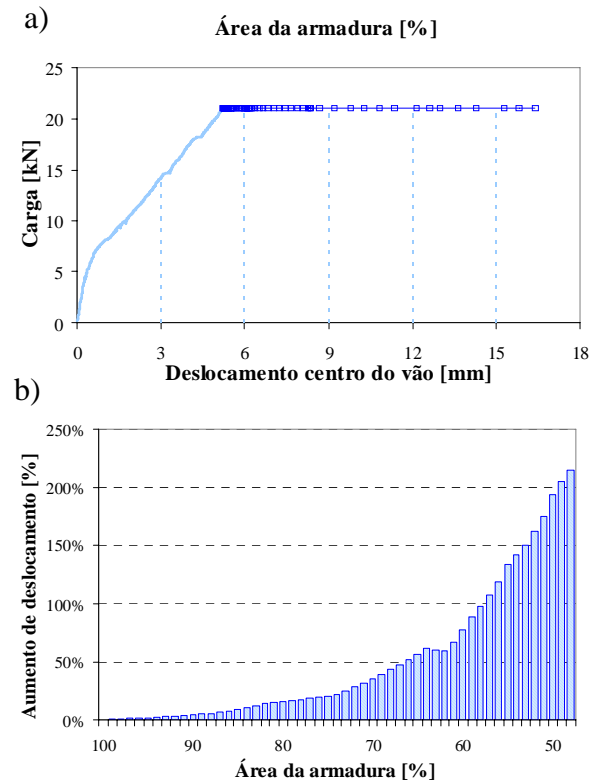 a)
Área da armadura [%]
25
20
15
10
5
0
Carga [kN]
0 3 6 9 12 15 18
Deslocamento centro do vão [mm]
b)
250%
200%
150%
100%
50%
0%
Aumento de deslocamento [%]
100 90 80 70 60 50
Área da armadura [%]